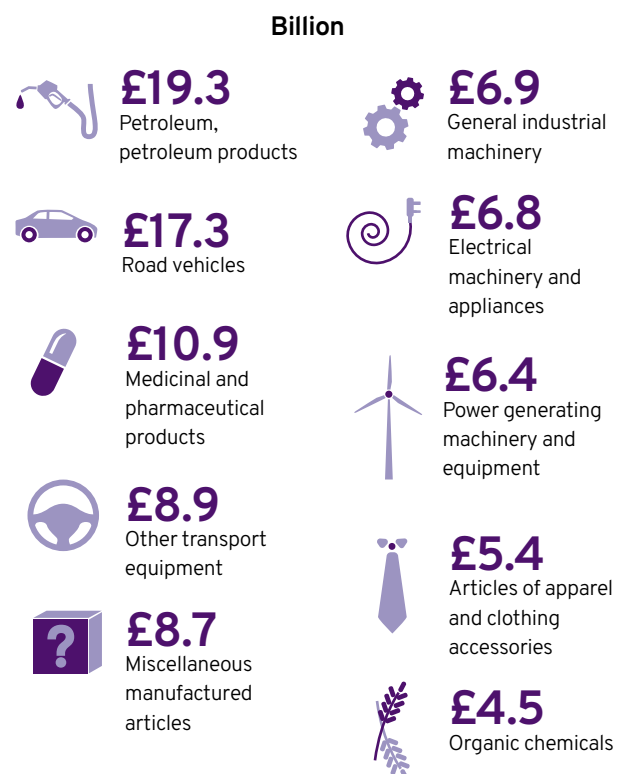 Billion
£19.3
Petroleum,
petroleum products
£17.3
Road vehicles
£10.9
Medicinal and
pharmaceutical
products
£8.9
Other transport
equipment
?
£8.7
Miscellaneous
manufactured
articles
£6.9
General industrial
machinery
£6.8
Electrical
machinery and
appliances
£6.4
Power generating
machinery and
equipment
£5.4
Articles of apparel
and clothing
accessories
£4.5
Organic chemicals